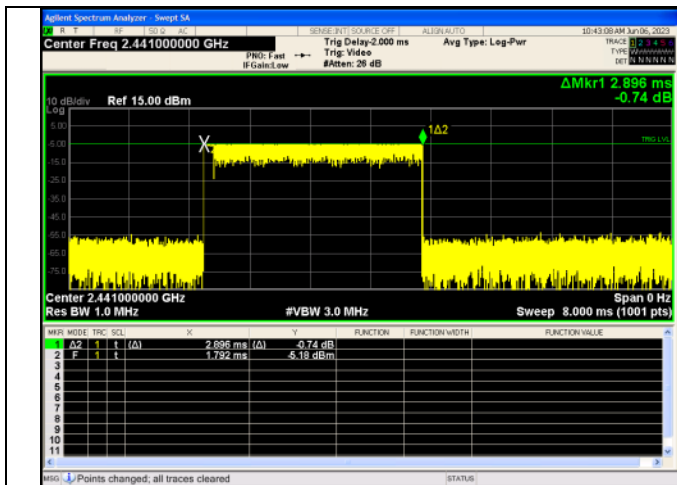 Agilent Spectrum Analyzer - Swept SA
R T RF 50 Ω AC SENSE:INT SOURCE OFF ALIGN AUTO 10:43:08 AM Jun 06, 2023
Center Freq 2.441000000 GHz
PNO: Fast
IFGain:Low
Trig Delay-2.000 ms
Trig: Video
#Atten: 26 dB
Avg Type: Log-Pwr
TRACE 1 2 3 4 5 6
TYPE
DET N N N N N N
ΔMkr1 2.896 ms
-0.74 dB
10 dB/div Ref 15.00 dBm
Log
5.00
1Δ2
-5.00
TRIG LVL
-15.0
-25.0
-35.0
-45.0
-55.0
-65.0
-75.0
Center 2.441000000 GHz Span 0 Hz
Res BW 1.0 MHz #VBW 3.0 MHz Sweep 8.000 ms (1001 pts)
MKR MODE TRC SCL X Y FUNCTION FUNCTION WIDTH FUNCTION VALUE
1 Δ2 1 t (Δ) 2.896 ms (Δ) -0.74 dB
2 F 1 t 1.792 ms -5.18 dBm
3
4
5
6
7
8
9
10
11
MSG Points changed; all traces cleared STATUS